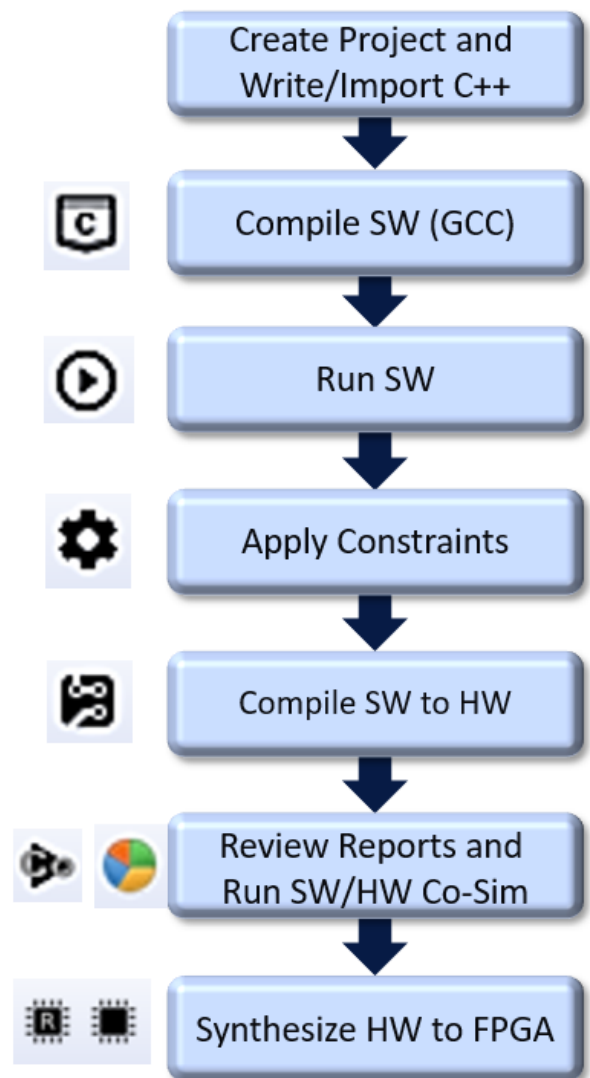 Create Project and
Write/Import C++
C
Compile SW (GCC)
Run SW
Apply Constraints
Compile SW to HW
Review Reports and
Run SW/HW Co-Sim
R
Synthesize HW to FPGA